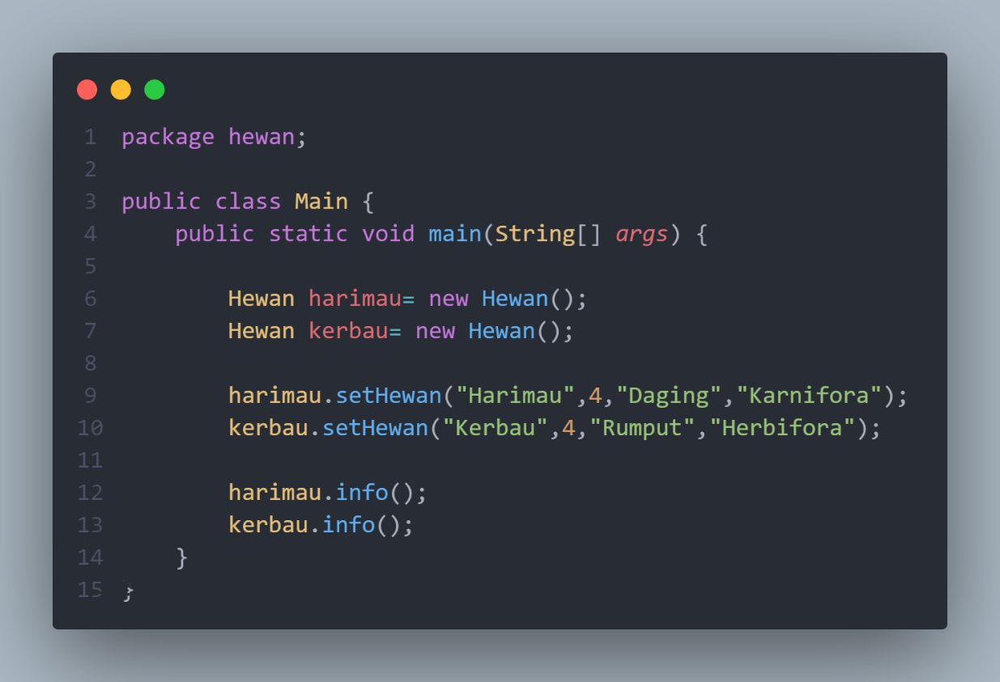 1 package hewan;
2
3 public class Main {
4     public static void main(String[] args) {
5
6         Hewan harimau= new Hewan();
7         Hewan kerbau= new Hewan();
8
9         harimau.setHewan("Harimau",4,"Daging","Karnifora");
10         kerbau.setHewan("Kerbau",4,"Rumput","Herbifora");
11
12         harimau.info();
13         kerbau.info();
14     }
15 }